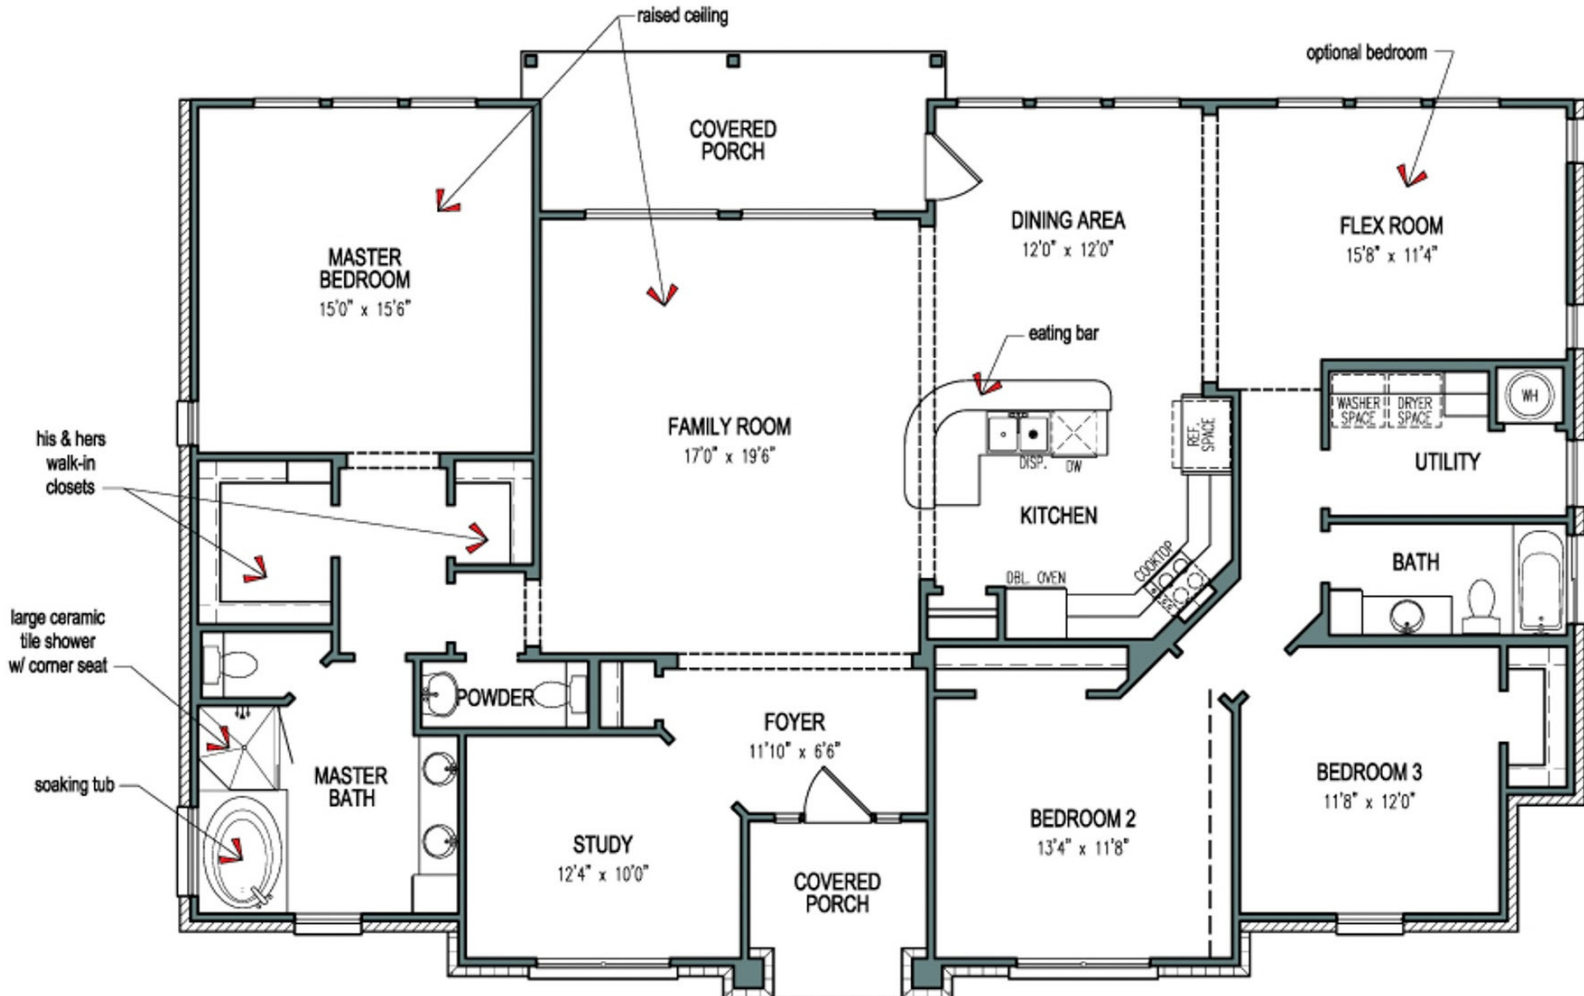 raised ceiling
optional bedroom
COVERED
PORCH
MASTER
BEDROOM
15'0" x 15'6"
DINING AREA
12'0" x 12'0"
FLEX ROOM
15'8" x 11'4"
eating bar
FAMILY ROOM
17'0" x 19'6"
his & hers
walk-in
closets
DISP.
DW
REF.
SPACE
WASHER
SPACE
DRYER
SPACE
WH
UTILITY
KITCHEN
COOKTOP
DBL. OVEN
BATH
large ceramic
tile shower
w/ corner seat
POWDER
FOYER
11'10" x 6'6"
soaking tub
MASTER
BATH
STUDY
12'4" x 10'0"
COVERED
PORCH
BEDROOM 2
13'4" x 11'8"
BEDROOM 3
11'8" x 12'0"